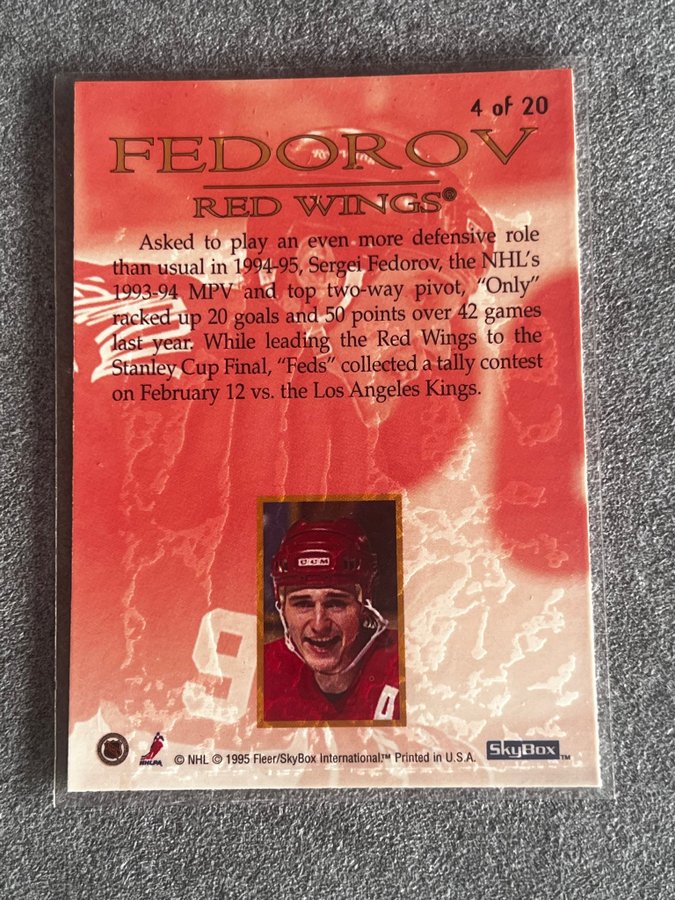 4 of 20
FEDOROV
RED WINGS®
Asked to play an even more defensive role
than usual in 1994-95, Sergei Fedorov, the NHL's
1993-94 MPV and top two-way pivot, "Only"
racked up 20 goals and 50 points over 42 games
last year. While leading the Red Wings to the
Stanley Cup Final, "Feds" collected a tally contest
on February 12 vs. the Los Angeles Kings.
CCM
9
A
NHLPA
© NHL © 1995 Fleer/SkyBox International™ Printed in U.S.A.
SkyBox™